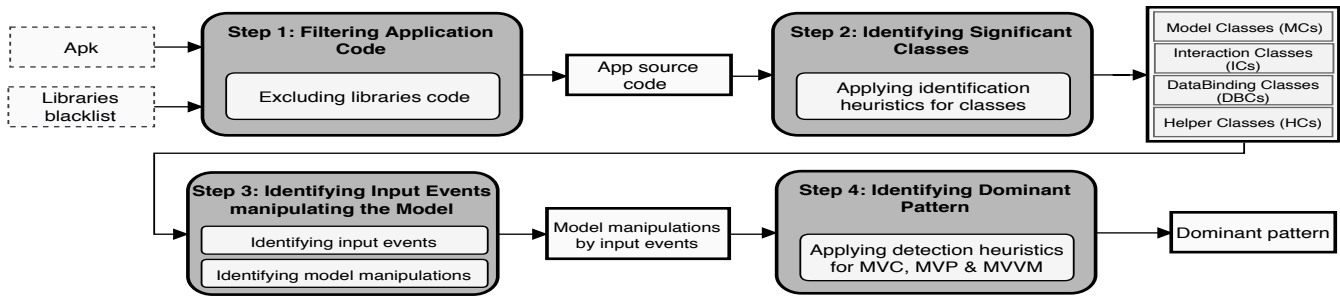 Apk
Libraries
blacklist
Step 1: Filtering Application
Code
Excluding libraries code
App source
code
Step 2: Identifying Significant
Classes
Applying identification
heuristics for classes
Model Classes (MCs)
Interaction Classes
(ICs)
DataBinding Classes
(DBCs)
Helper Classes (HCs)
Step 3: Identifying Input Events
manipulating the Model
Identifying input events
Identifying model manipulations
Model manipulations
by input events
Step 4: Identifying Dominant
Pattern
Applying detection heuristics
for MVC, MVP & MVVM
Dominant pattern